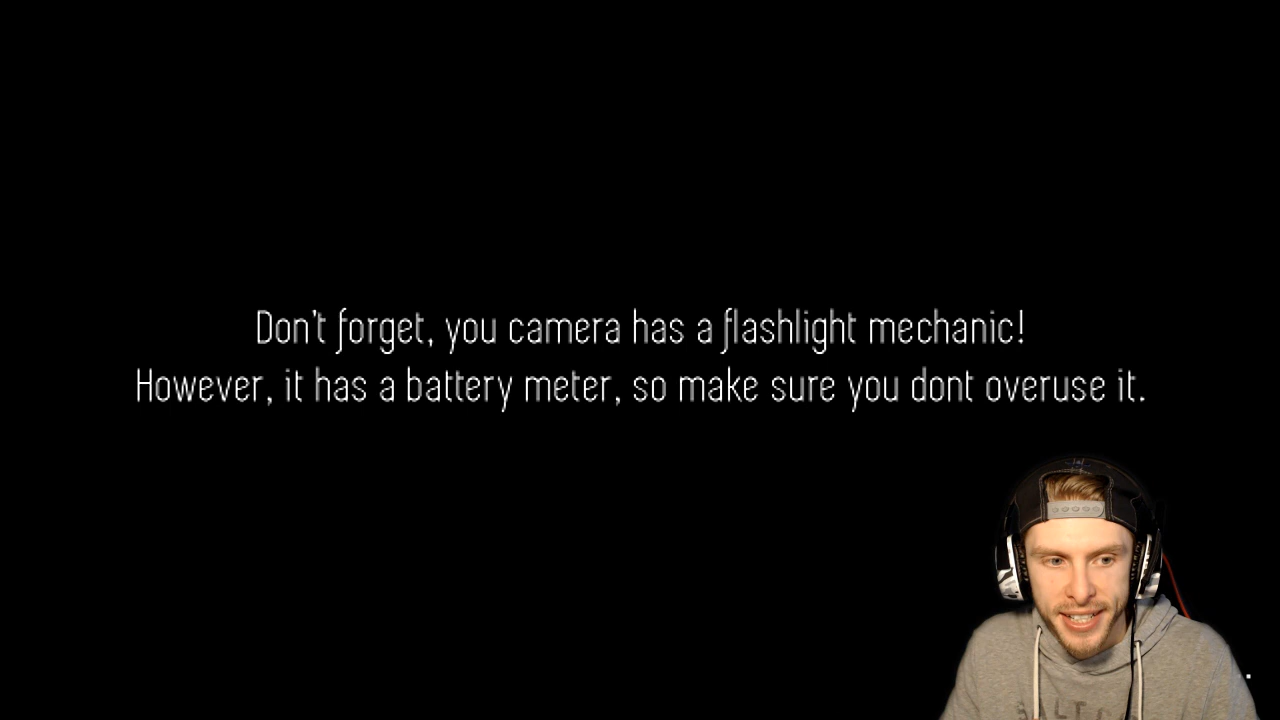 Don't forget, you camera has a flashlight mechanic!
However, it has a battery meter, so make sure you dont overuse it.